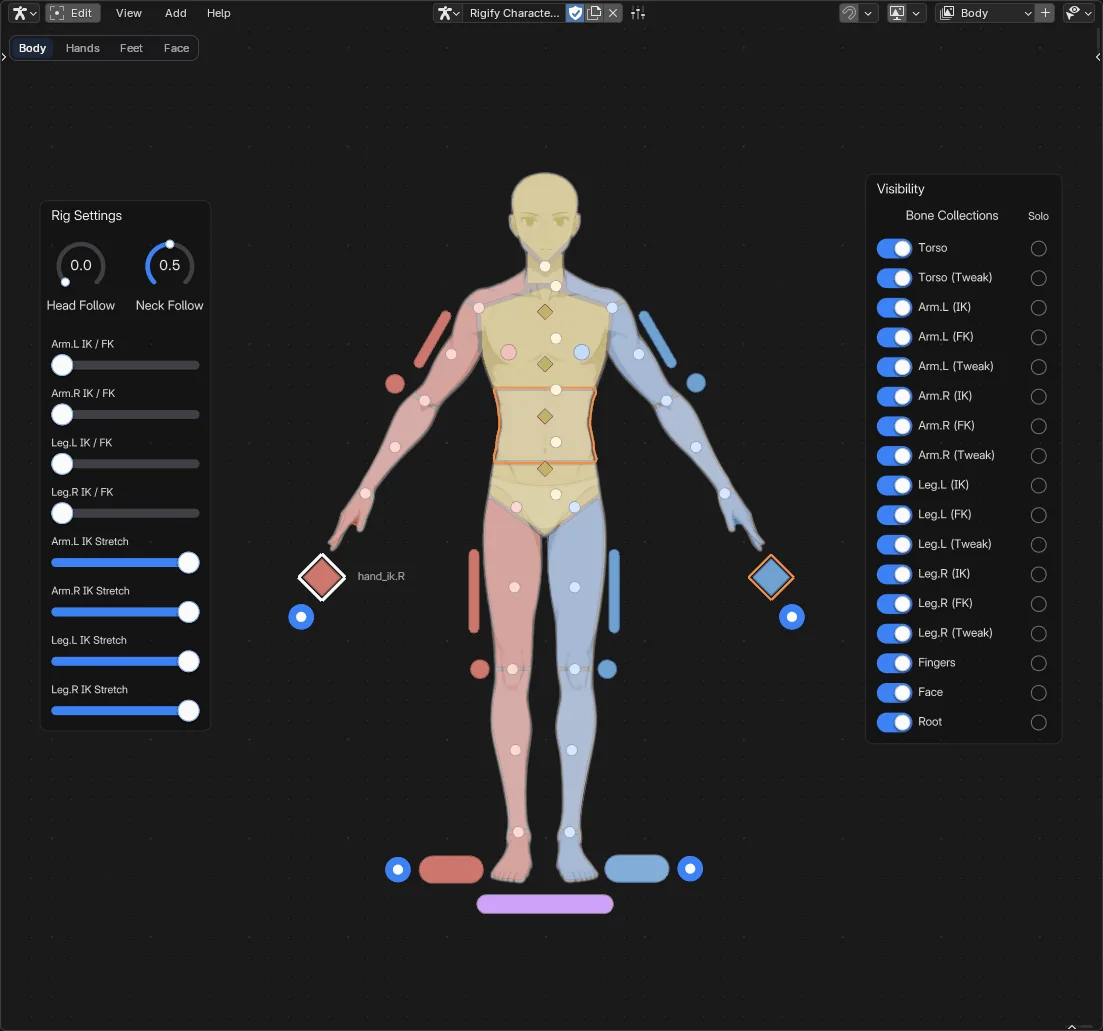 Edit View Add Help Rigify Characte... Body
Body Hands Feet Face
Rig Settings
0.0 0.5
Head Follow Neck Follow
Arm.L IK / FK
Arm.R IK / FK
Leg.L IK / FK
Leg.R IK / FK
Arm.L IK Stretch
Arm.R IK Stretch
Leg.L IK Stretch
Leg.R IK Stretch
hand_ik.R
Visibility
Bone Collections Solo
Torso
Torso (Tweak)
Arm.L (IK)
Arm.L (FK)
Arm.L (Tweak)
Arm.R (IK)
Arm.R (FK)
Arm.R (Tweak)
Leg.L (IK)
Leg.L (FK)
Leg.L (Tweak)
Leg.R (IK)
Leg.R (FK)
Leg.R (Tweak)
Fingers
Face
Root